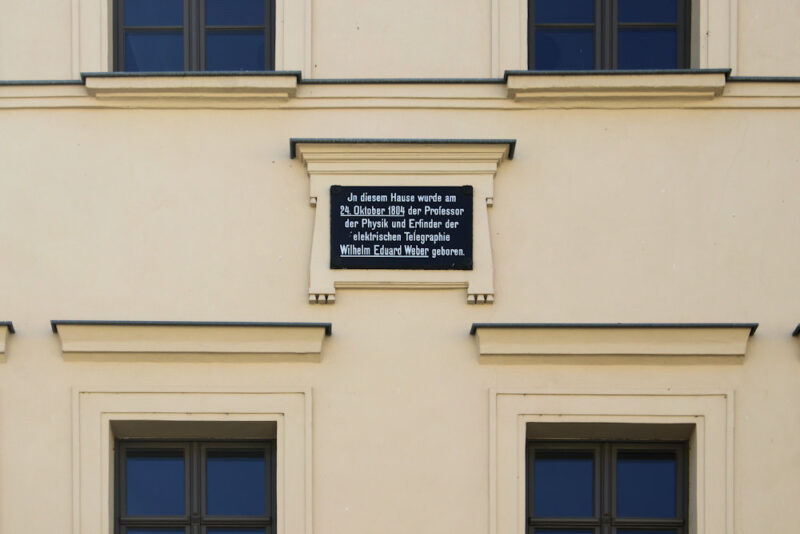 Jn diesem Hause wurde am
24. Oktober 1804 der Professor
der Physik und Erfinder der
elektrischen Telegraphie
Wilhelm Eduard Weber geboren.